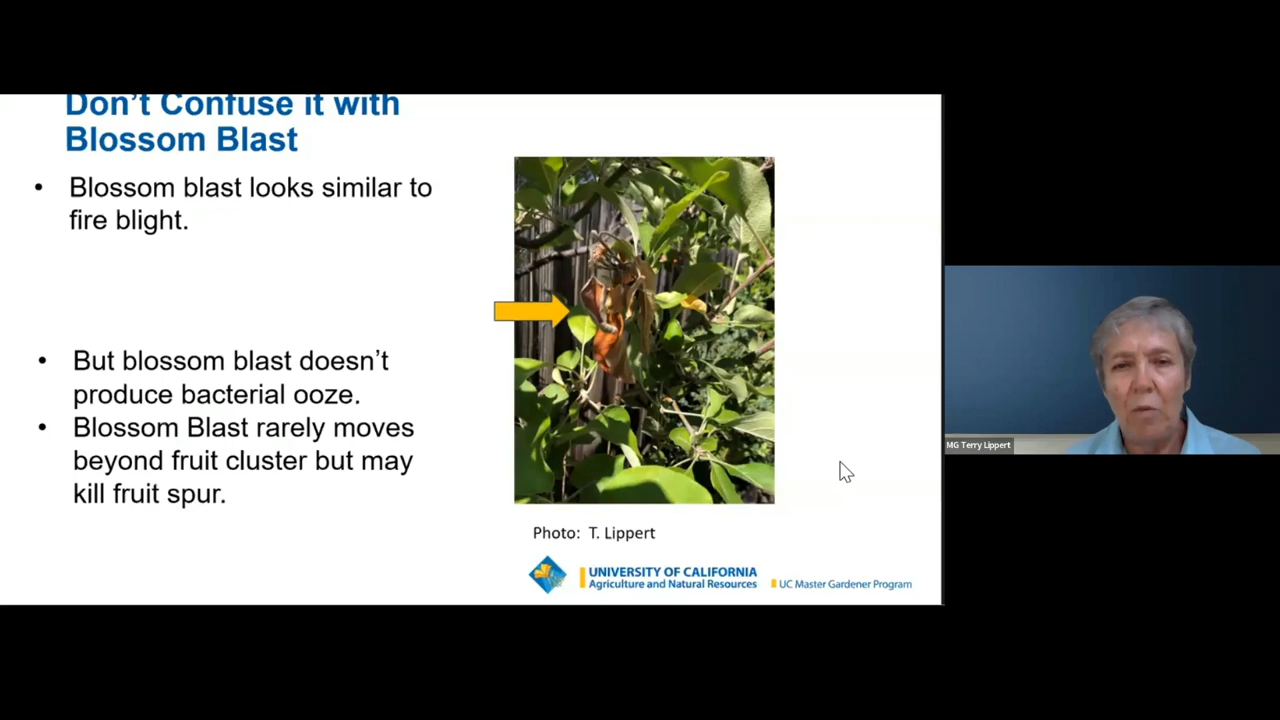 Don't Confuse it with
Blossom Blast
• Blossom blast looks similar to
fire blight.
• But blossom blast doesn't
produce bacterial ooze.
• Blossom Blast rarely moves
beyond fruit cluster but may
kill fruit spur.
Photo: T. Lippert
UNIVERSITY OF CALIFORNIA
Agriculture and Natural Resources
UC Master Gardener Program
MG Terry Lippert